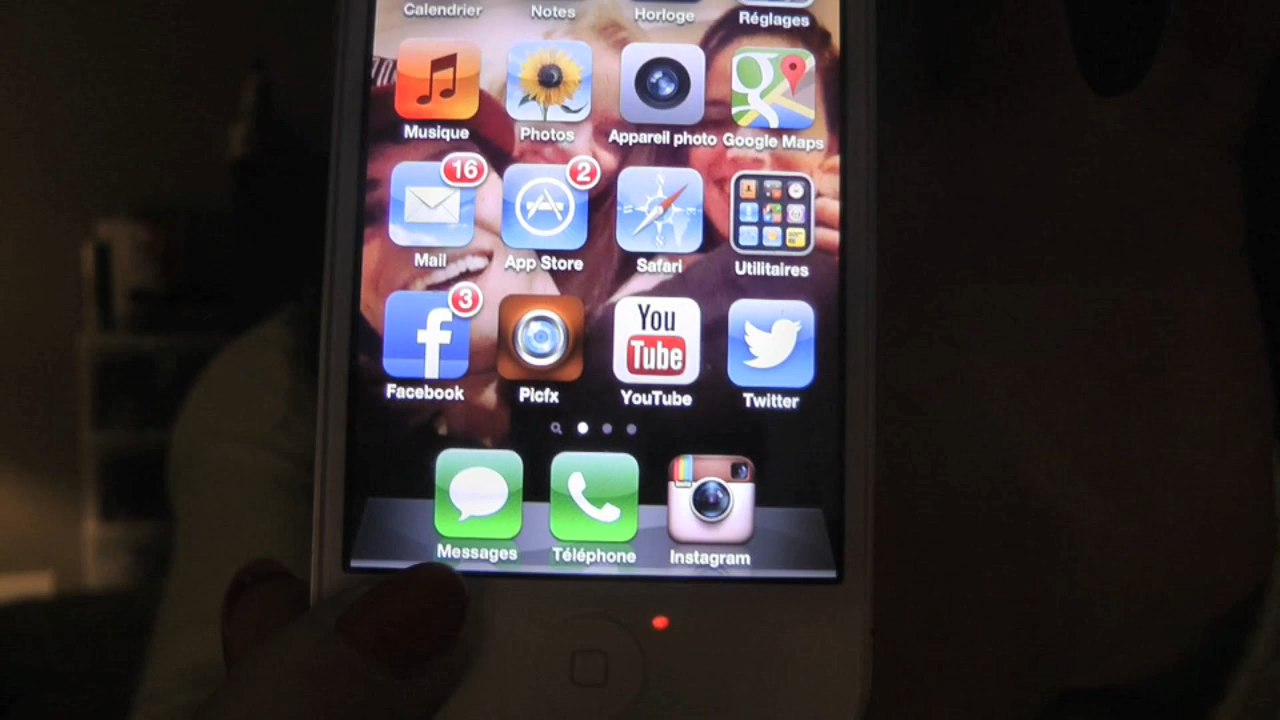 Calendrier Notes Horloge Réglages
Musique Photos Appareil photo Google Maps
16 2
Mail App Store Safari Utilitaires
3
You
Tube
Facebook Picfx YouTube Twitter
Messages Téléphone Instagram